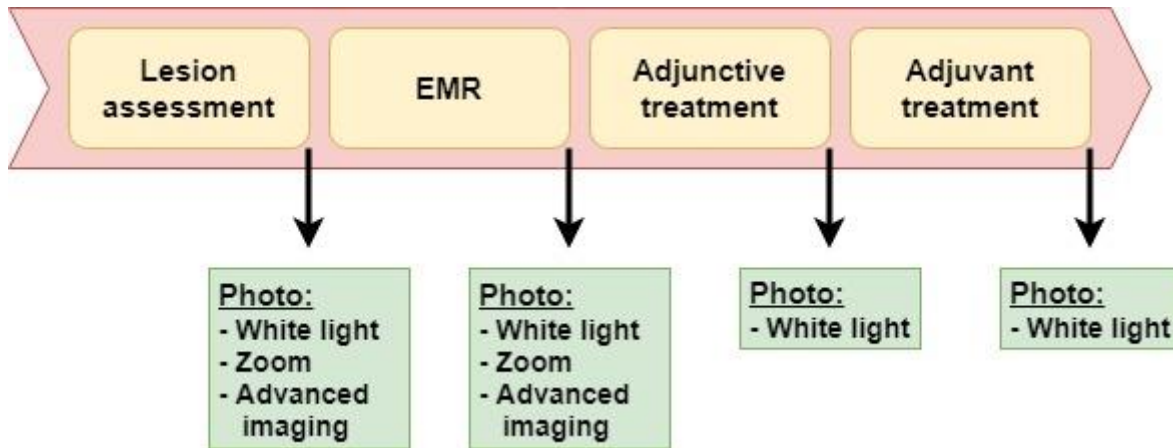 Lesion
assessment
EMR
Adjunctive
treatment
Adjuvant
treatment
Photo:
- White light
- Zoom
- Advanced
imaging
Photo:
- White light
- Zoom
- Advanced
imaging
Photo:
- White light
Photo:
- White light